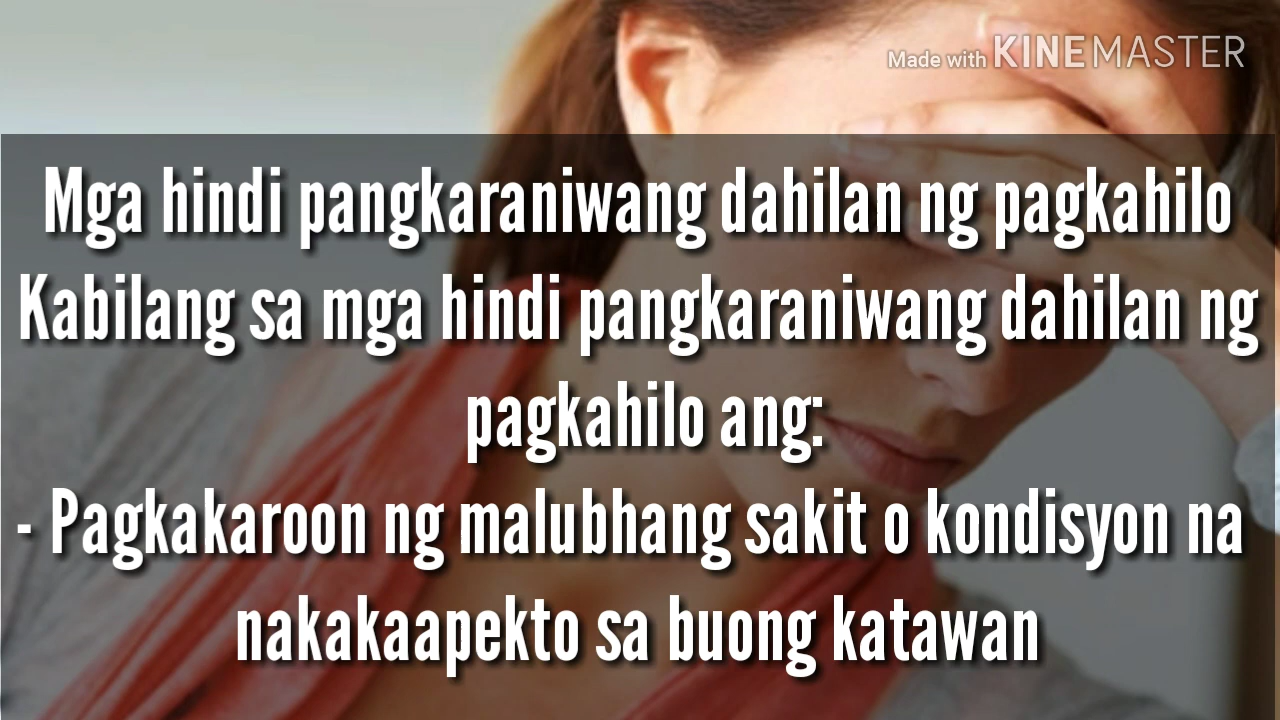 Made with KINEMASTER
Mga hindi pangkaraniwang dahilan ng pagkahilo
Kabilang sa mga hindi pangkaraniwang dahilan ng
pagkahilo ang:
- Pagkakaroon ng malubhang sakit o kondisyon na
nakakaapekto sa buong katawan